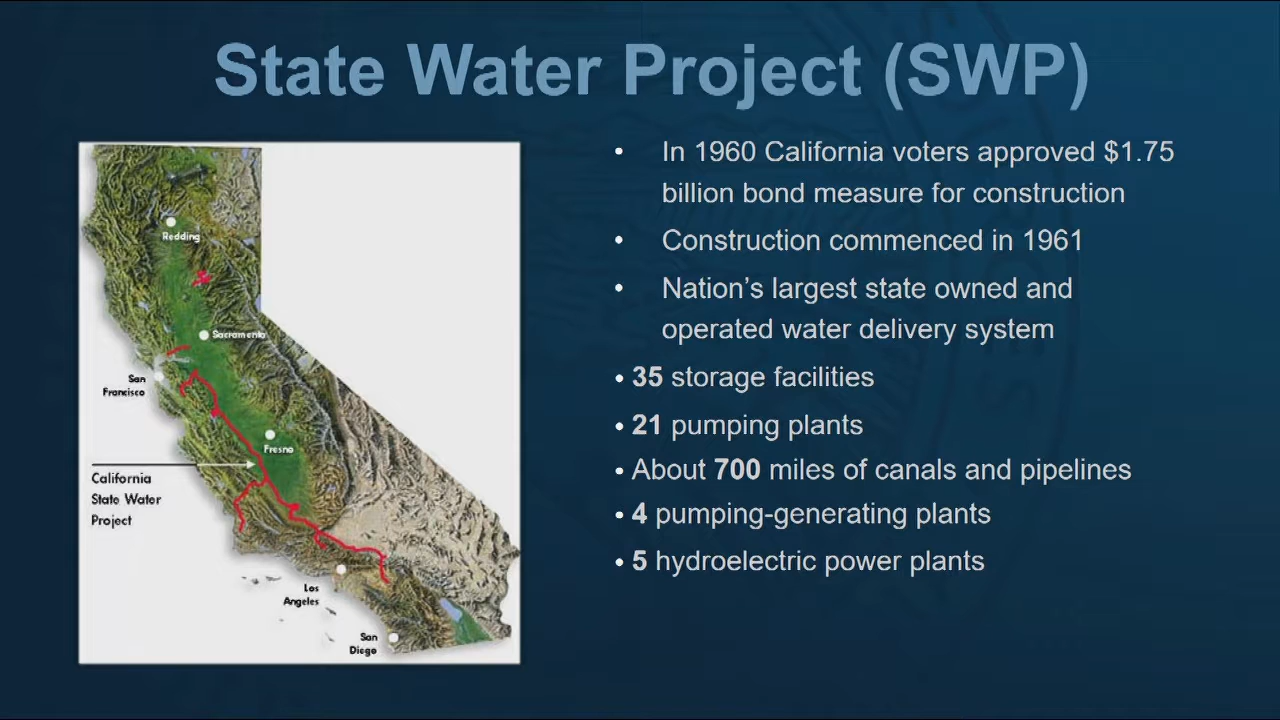 State Water Project (SWP)
Redding
Sacramento
San
Francisco
Fresno
California
State Water
Project
Los
Angeles
San
Diego
• In 1960 California voters approved $1.75
billion bond measure for construction
• Construction commenced in 1961
• Nation’s largest state owned and
operated water delivery system
• 35 storage facilities
• 21 pumping plants
• About 700 miles of canals and pipelines
• 4 pumping-generating plants
• 5 hydroelectric power plants